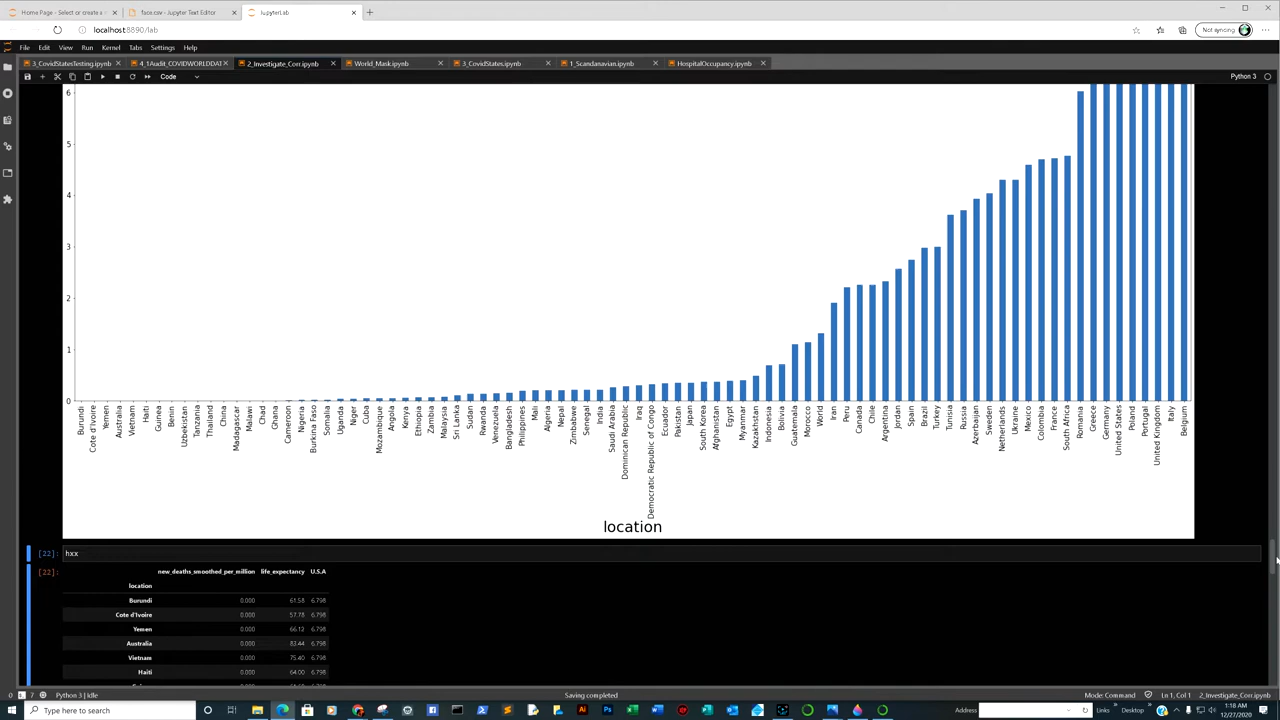 Home Page - Select or create a n
face.csv - Jupyter Text Editor
JupyterLab
localhost:8890/lab
Not syncing
File Edit View Run Kernel Tabs Settings Help
3_CovidStatesTesting.ipynb
4_1Audit_COVIDWORLDDAT
2_Investigate_Corr.ipynb
World_Mask.ipynb
3_CovidStates.ipynb
1_Scandanavian.ipynb
HospitalOccupancy.ipynb
Code
Python 3
6
5
4
3
2
1
0
Burundi
Cote d'Ivoire
Yemen
Australia
Vietnam
Haiti
Guinea
Benin
Uzbekistan
Tanzania
Thailand
China
Madagascar
Malawi
Chad
Ghana
Cameroon
Nigeria
Burkina Faso
Somalia
Uganda
Niger
Cuba
Mozambique
Angola
Kenya
Ethiopia
Zambia
Malaysia
Sri Lanka
Sudan
Rwanda
Venezuela
Bangladesh
Philippines
Mali
Algeria
Nepal
Zimbabwe
Senegal
India
Saudi Arabia
Dominican Republic
Iraq
Democratic Republic of Congo
Ecuador
Pakistan
Japan
South Korea
Afghanistan
Egypt
Myanmar
Kazakhstan
Indonesia
Bolivia
Guatemala
Morocco
World
Iran
Peru
Canada
Chile
Argentina
Jordan
Spain
Brazil
Turkey
Tunisia
Russia
Azerbaijan
Sweden
Netherlands
Ukraine
Mexico
Colombia
France
South Africa
Romania
Greece
Germany
United States
Poland
Portugal
United Kingdom
Italy
Belgium
location
[22]: hxx
[22]: new_deaths_smoothed_per_million life_expectancy U.S.A
location
Burundi 0.000 61.58 6.798
Cote d'Ivoire 0.000 57.78 6.798
Yemen 0.000 66.12 6.798
Australia 0.000 83.44 6.798
Vietnam 0.000 75.40 6.798
Haiti 0.000 64.00 6.798
0 7 Python 3 | Idle Saving completed Mode: Command Ln 1, Col 1 2_Investigate_Corr.ipynb
Type here to search
Address
Links
Desktop
1:18 AM
12/27/2020